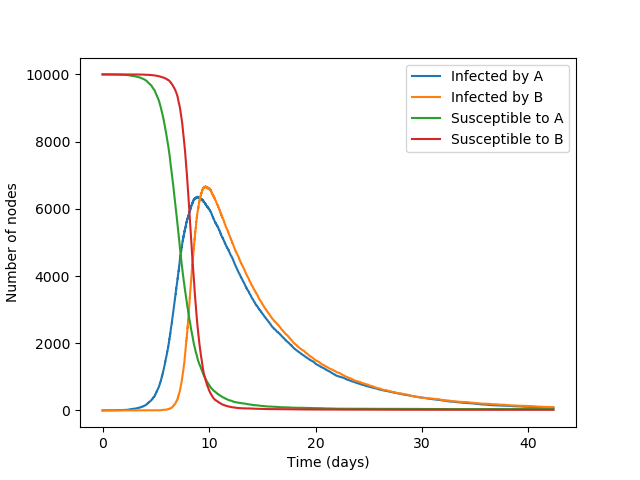 10000
8000
6000
4000
2000
0
Number of nodes
0 10 20 30 40
Time (days)
Infected by A
Infected by B
Susceptible to A
Susceptible to B